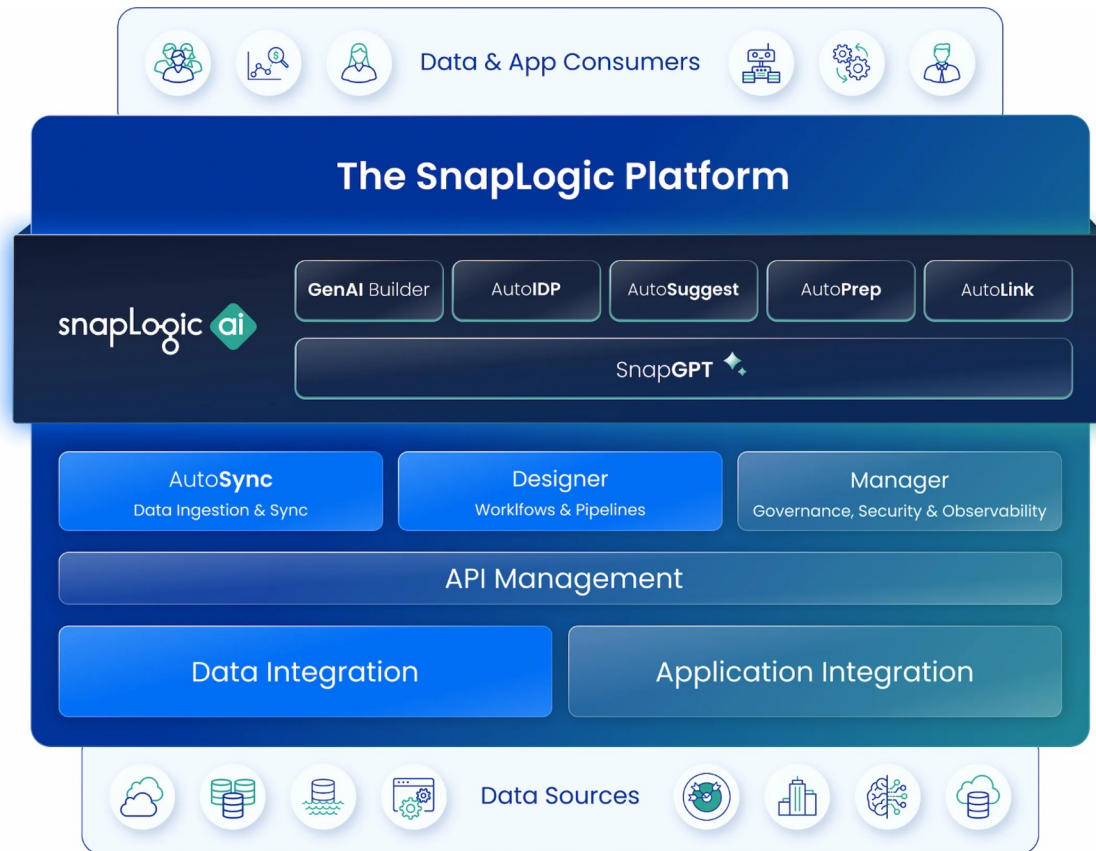 Data & App Consumers
The SnapLogic Platform
snapLogic ai
GenAI Builder
AutoIDP
AutoSuggest
AutoPrep
AutoLink
SnapGPT
AutoSync
Data Ingestion & Sync
Designer
Worklfows & Pipelines
Manager
Governance, Security & Observability
API Management
Data Integration
Application Integration
Data Sources